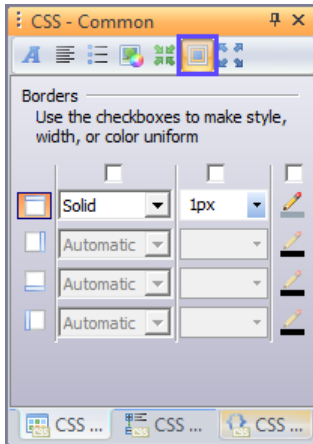 CSS - Common
A
Borders
Use the checkboxes to make style,
width, or color uniform
Solid 1px
Automatic
Automatic
Automatic
CSS ... CSS ... CSS ...